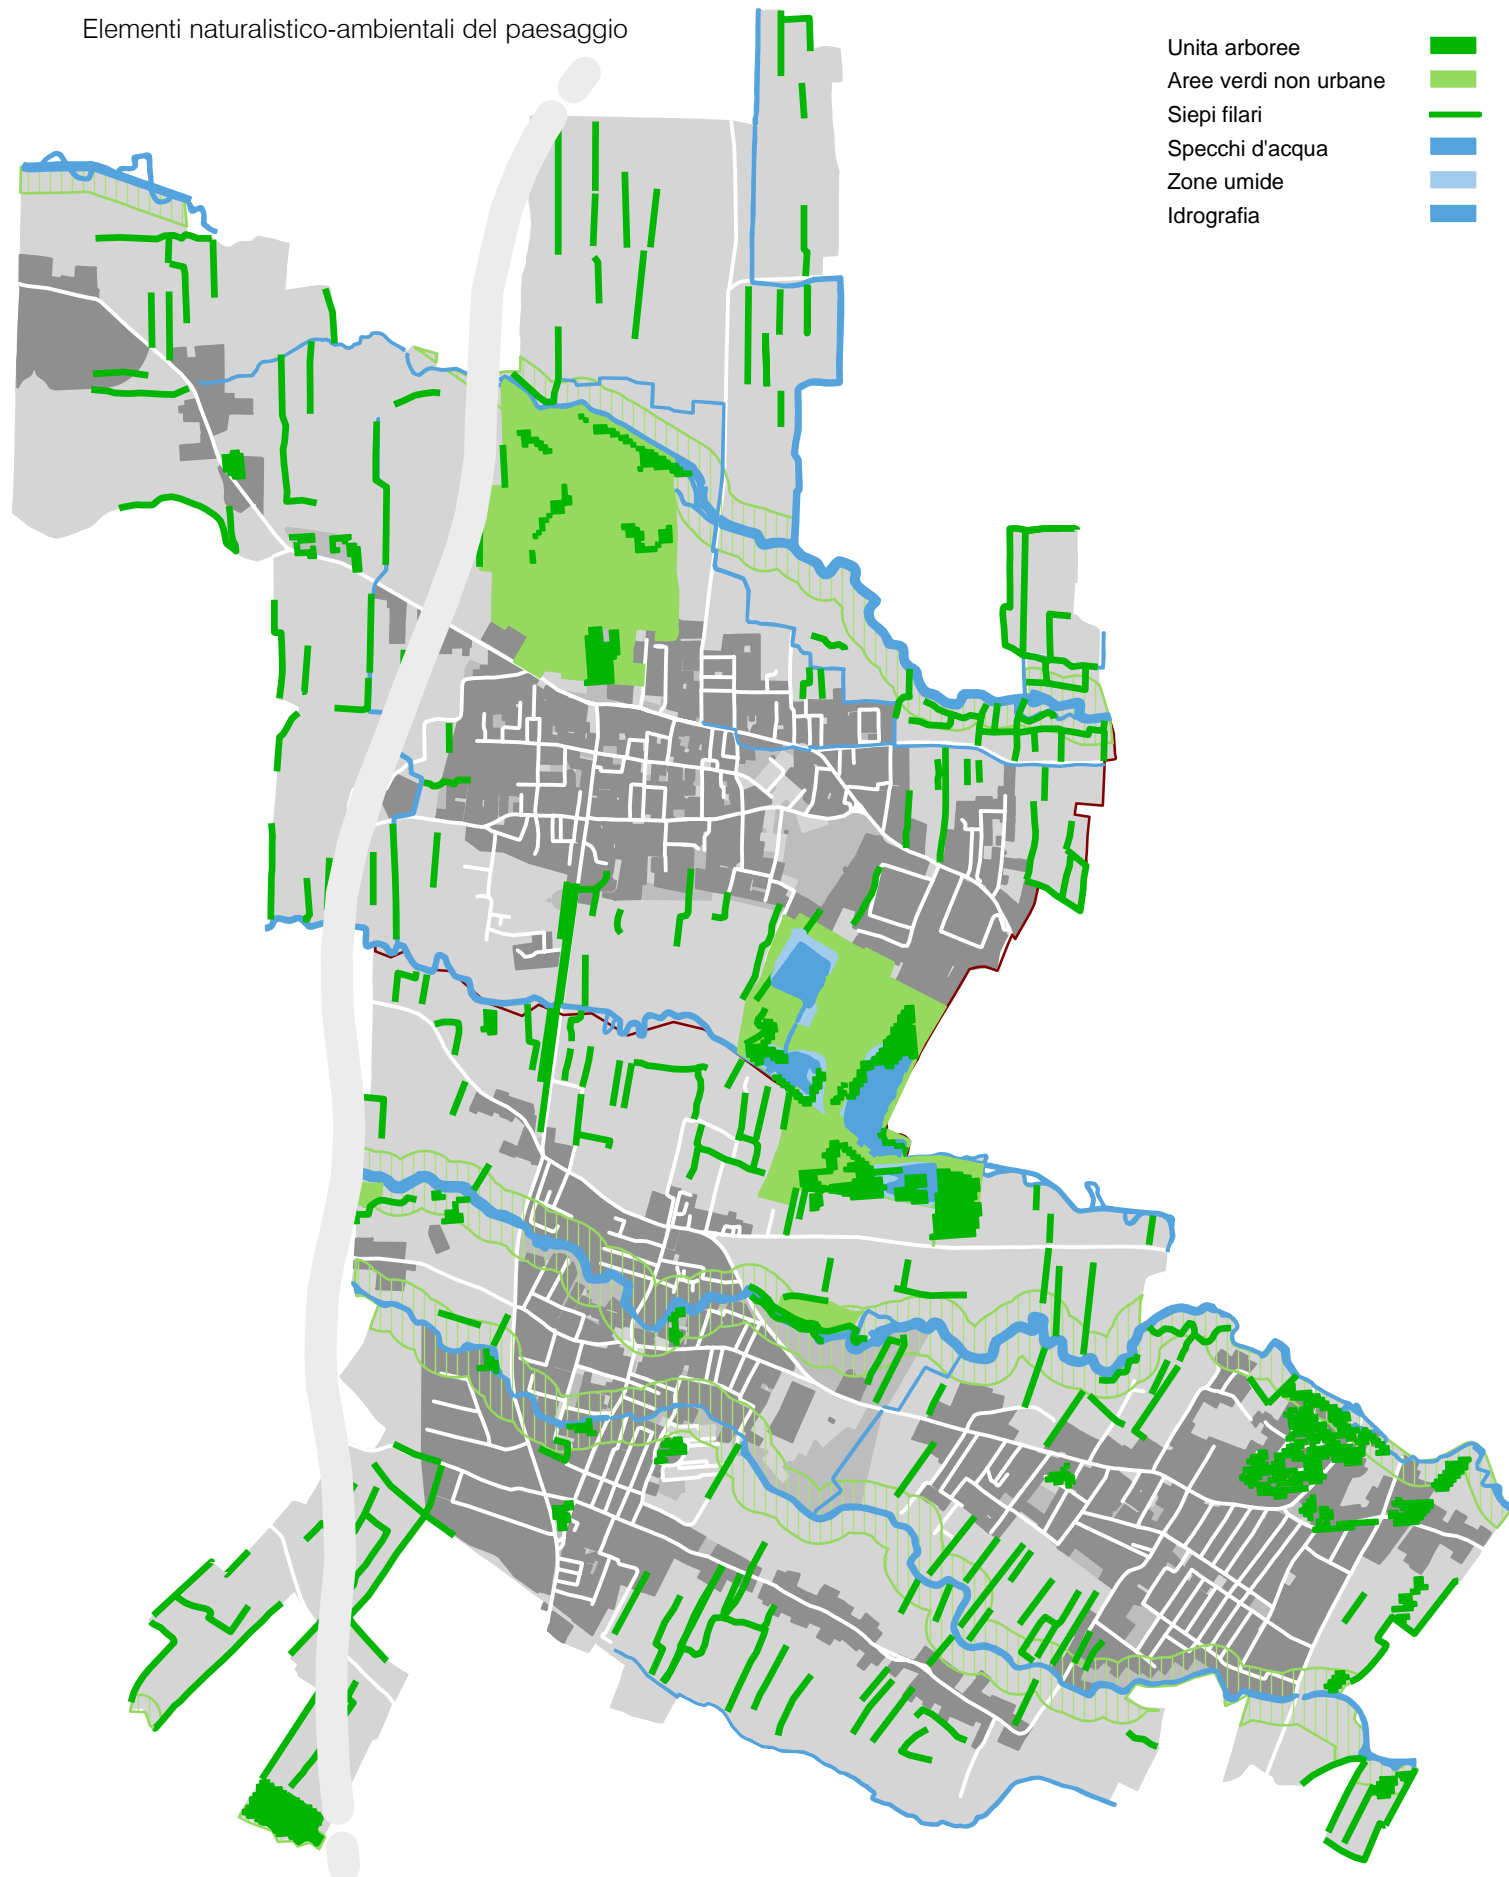 Elementi naturalistico-ambientali del paesaggio
Unita arboree
Aree verdi non urbane
Siepi filari
Specchi d'acqua
Zone umide
Idrografia